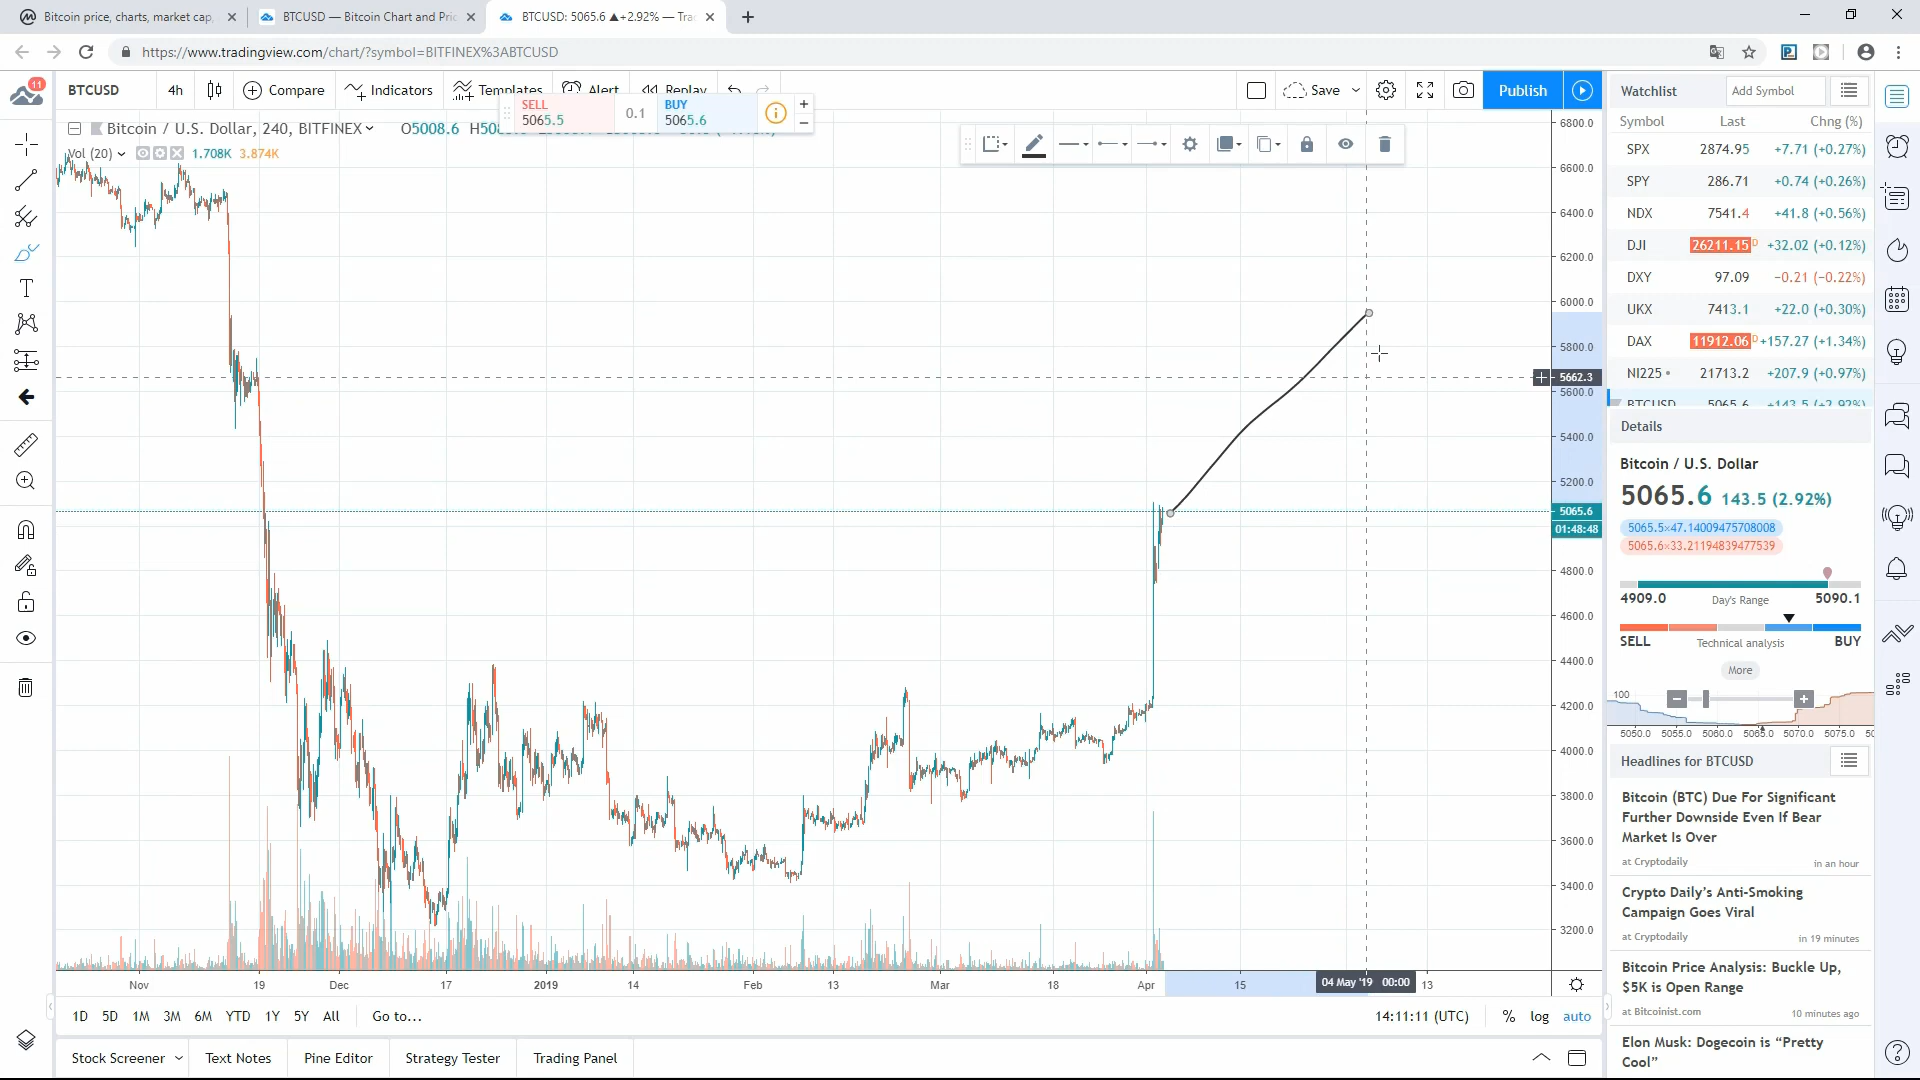 Bitcoin price, charts, market cap,
BTCUSD — Bitcoin Chart and Pric
BTCUSD: 5065.6 ▲+2.92% — Tra
https://www.tradingview.com/chart/?symbol=BITFINEX%3ABTCUSD
11
BTCUSD 4h Compare Indicators Templates Alert Replay Save Publish
SELL 5065.5 0.1 BUY 5065.6
Bitcoin / U.S. Dollar, 240, BITFINEX O5008.6
Vol (20) 1.708K 3.874K
6800.0
6600.0
6400.0
6200.0
6000.0
5800.0
5662.3
5600.0
5400.0
5200.0
5065.6
01:48:48
4800.0
4600.0
4400.0
4200.0
4000.0
3800.0
3600.0
3400.0
3200.0
Nov 19 Dec 17 2019 14 Feb 13 Mar 18 Apr 15 04 May '19 00:00 13
1D 5D 1M 3M 6M YTD 1Y 5Y All Go to...
14:11:11 (UTC) % log auto
Stock Screener Text Notes Pine Editor Strategy Tester Trading Panel
Watchlist Add Symbol
Symbol Last Chng (%)
SPX 2874.95 +7.71 (+0.27%)
SPY 286.71 +0.74 (+0.26%)
NDX 7541.4 +41.8 (+0.56%)
DJI 26211.15 D +32.02 (+0.12%)
DXY 97.09 −0.21 (−0.22%)
UKX 7413.1 +22.0 (+0.30%)
DAX 11912.06 D +157.27 (+1.34%)
NI225 • 21713.2 +207.9 (+0.97%)
BTCUSD 5065.6 +143.5 (+2.92%)
Details
Bitcoin / U.S. Dollar
5065.6 143.5 (2.92%)
5065.5×47.14009475708008
5065.6×33.21194839477539
4909.0 Day's Range 5090.1
SELL Technical analysis BUY
More
100
5050.0 5055.0 5060.0 5065.0 5070.0 5075.0
Headlines for BTCUSD
Bitcoin (BTC) Due For Significant
Further Downside Even If Bear
Market Is Over
at Cryptodaily in an hour
Crypto Daily's Anti-Smoking
Campaign Goes Viral
at Cryptodaily in 19 minutes
Bitcoin Price Analysis: Buckle Up,
$5K is Open Range
at Bitcoinist.com 10 minutes ago
Elon Musk: Dogecoin is “Pretty
Cool”